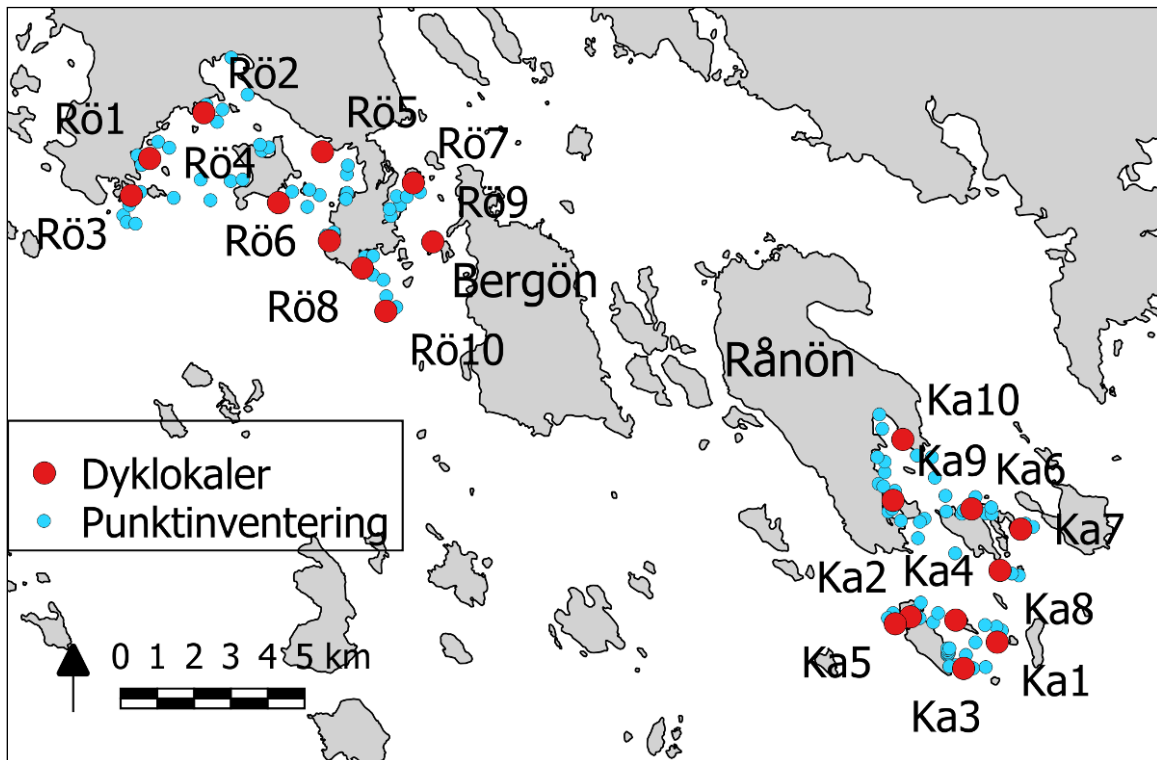 Rö2
Rö1
Rö5
Rö4
Rö7
Rö9
Rö3
Rö6
Bergön
Rö8
Rö10
Rånön
Ka10
Ka9
Ka6
Dyklokaler
Punktinventering
Ka7
Ka2
Ka4
Ka8
0 1 2 3 4 5 km
Ka5
Ka1
Ka3